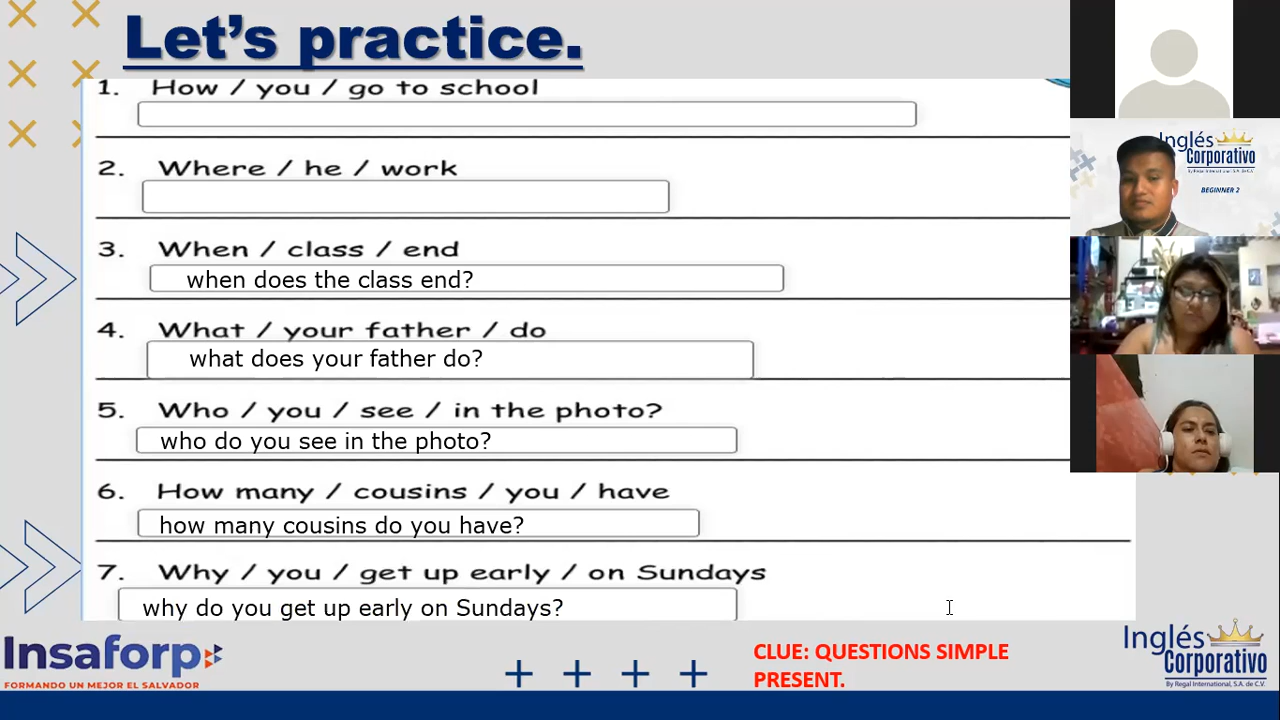 Let's practice.
1. How / you / go to school
2. Where / he / work
3. When / class / end
when does the class end?
4. What / your father / do
what does your father do?
5. Who / you / see / in the photo?
who do you see in the photo?
6. How many / cousins / you / have
how many cousins do you have?
7. Why / you / get up early / on Sundays
why do you get up early on Sundays?
Inglés
Corporativo
By Regal International, S.A. de C.V.
BEGINNER 2
Insaforp
FORMANDO UN MEJOR EL SALVADOR
CLUE: QUESTIONS SIMPLE
PRESENT.
Inglés
Corporativo
By Regal International, S.A. de C.V.